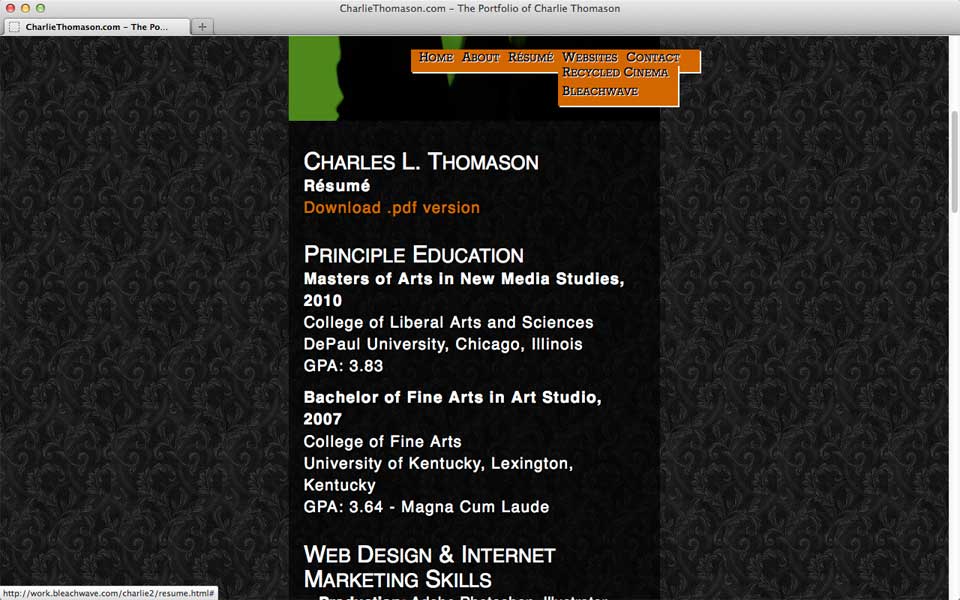 CharlieThomason.com – The Portfolio of Charlie Thomason
CharlieThomason.com – The Po...
Home About Résumé Websites Contact
Recycled Cinema
Bleachwave
Charles L. Thomason
Résumé
Download .pdf version
Principle Education
Masters of Arts in New Media Studies,
2010
College of Liberal Arts and Sciences
DePaul University, Chicago, Illinois
GPA: 3.83
Bachelor of Fine Arts in Art Studio,
2007
College of Fine Arts
University of Kentucky, Lexington,
Kentucky
GPA: 3.64 - Magna Cum Laude
Web Design & Internet
Marketing Skills
Production: Adobe Photoshop, Illustrator
http://work.bleachwave.com/charlie2/resume.html#